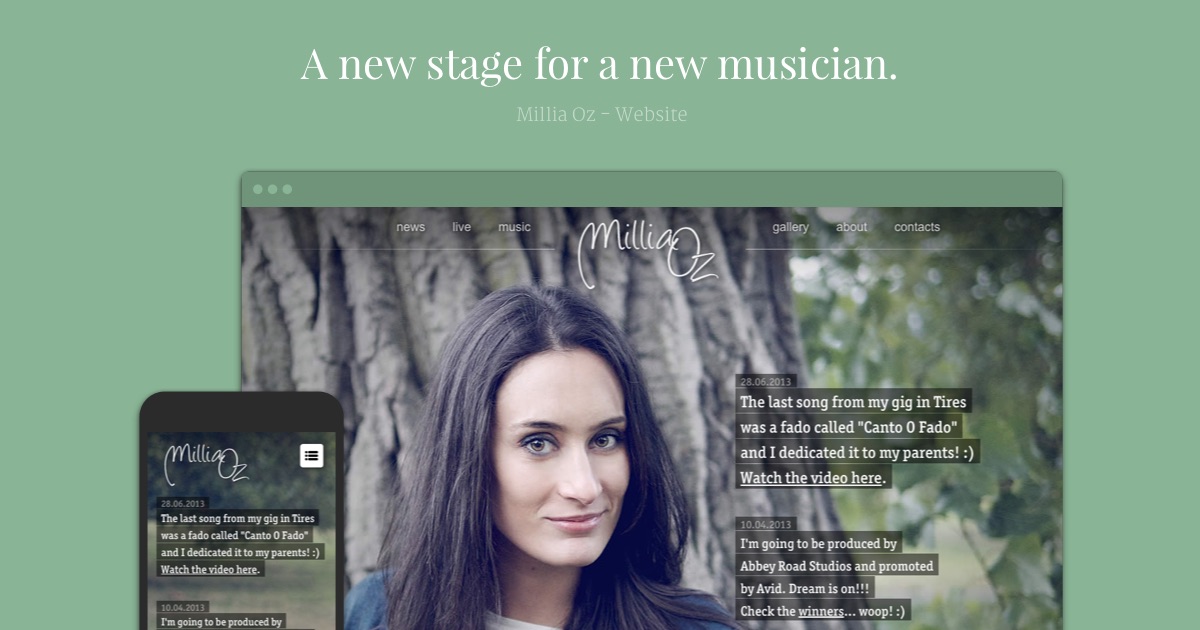 A new stage for a new musician.
Millia Oz – Website
news live music Millia Oz gallery about contacts
28.06.2013
The last song from my gig in Tires
was a fado called "Canto O Fado"
and I dedicated it to my parents! :)
Watch the video here.
10.04.2013
I'm going to be produced by
Abbey Road Studios and promoted
by Avid. Dream is on!!!
Check the winners... woop! :)
Millia Oz
28.06.2013
The last song from my gig in Tires
was a fado called "Canto O Fado"
and I dedicated it to my parents! :)
Watch the video here.
10.04.2013
I'm going to be produced by